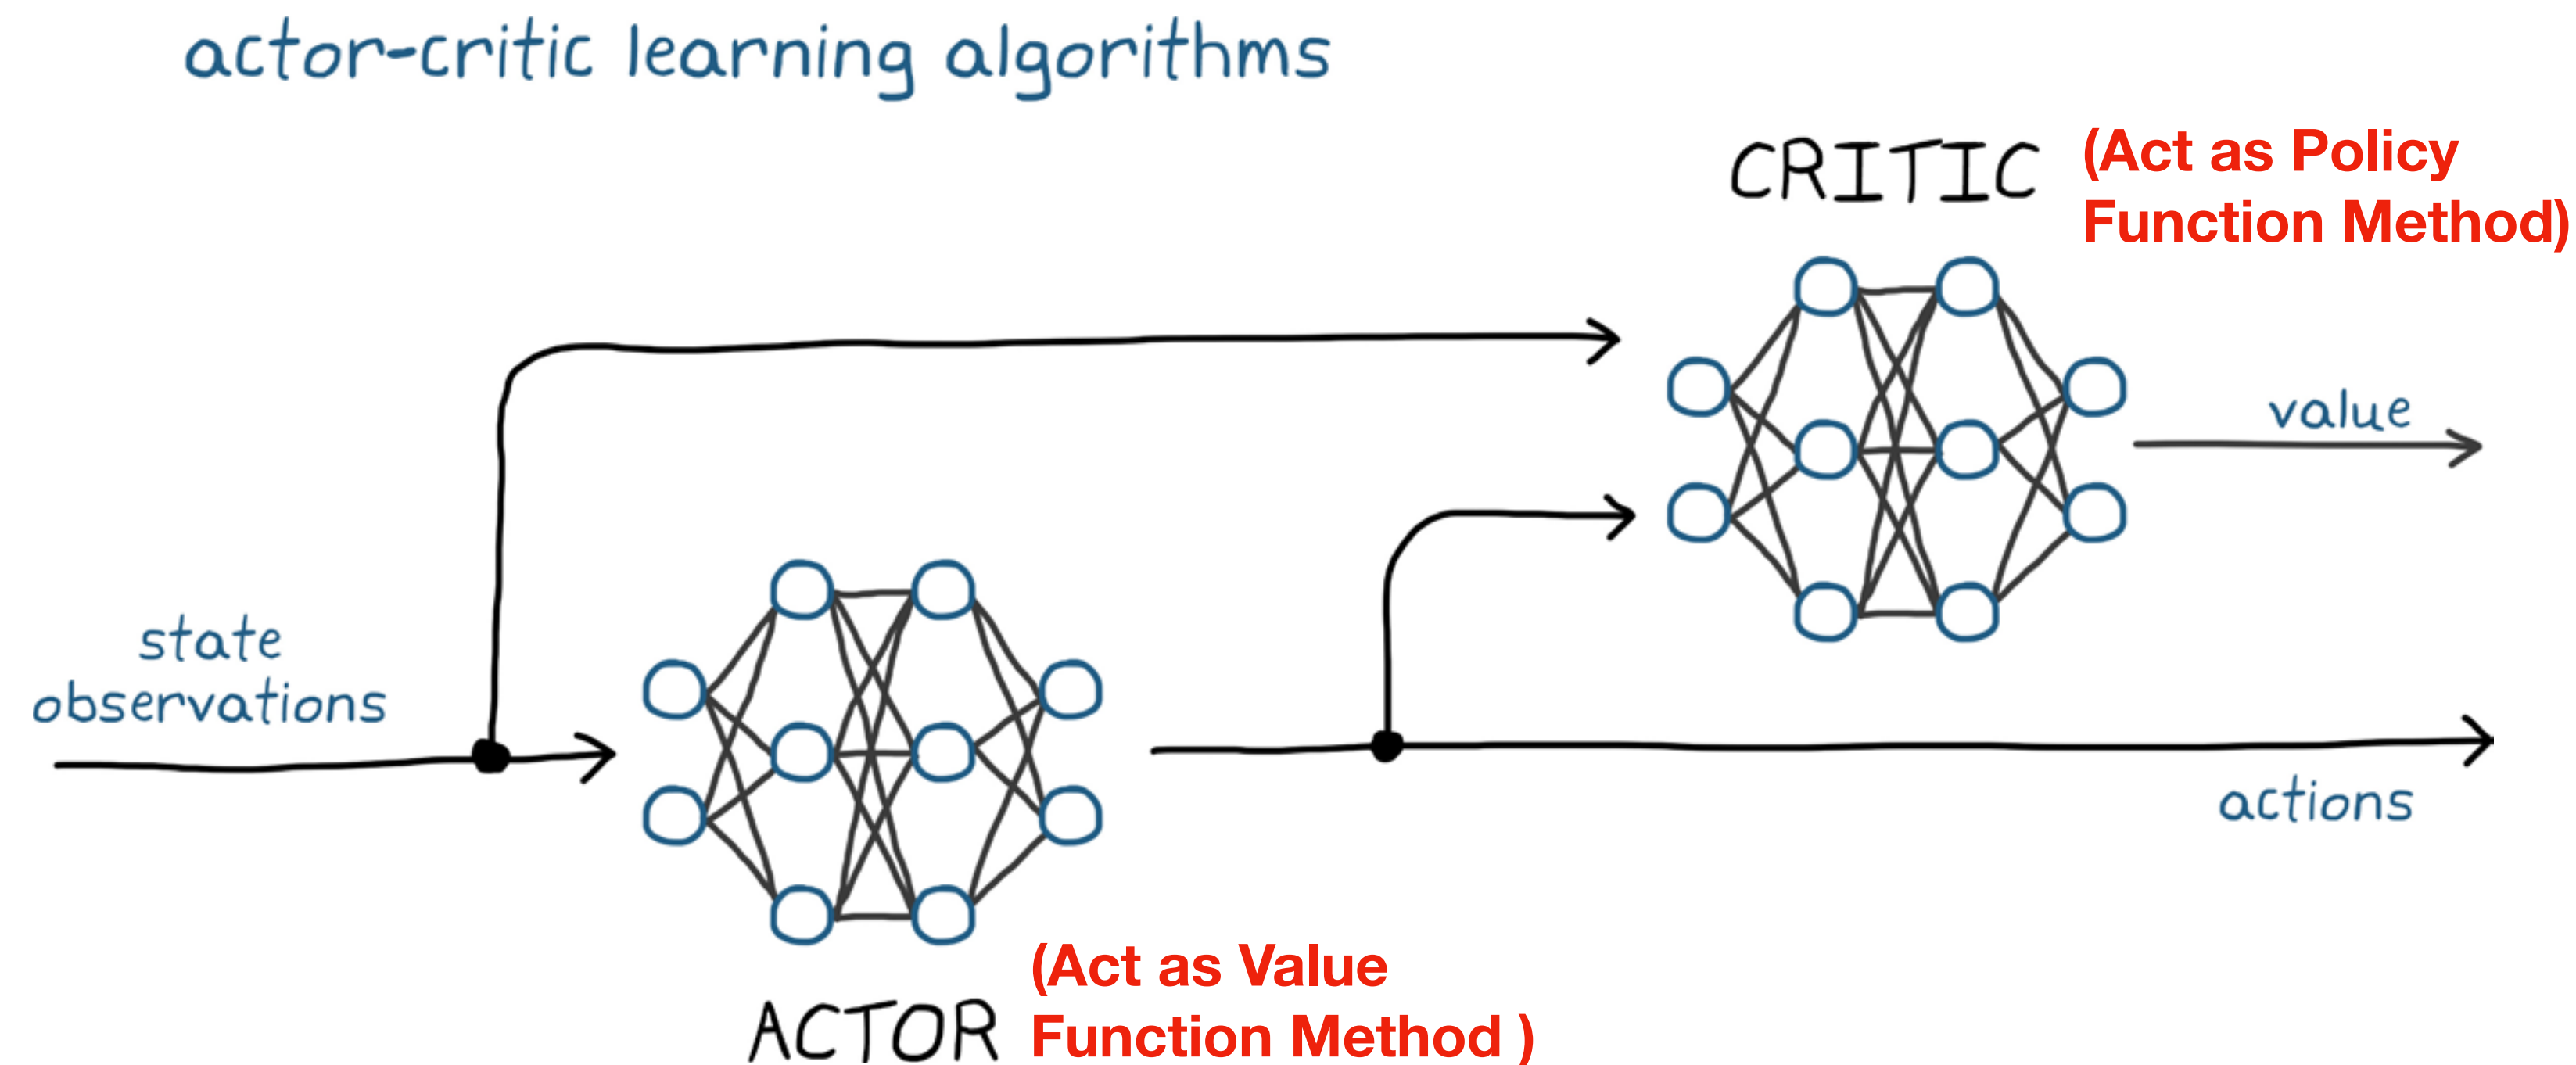 actor-critic learning algorithms
CRITIC
(Act as Policy
Function Method)
value
state
observations
actions
ACTOR
(Act as Value
Function Method )